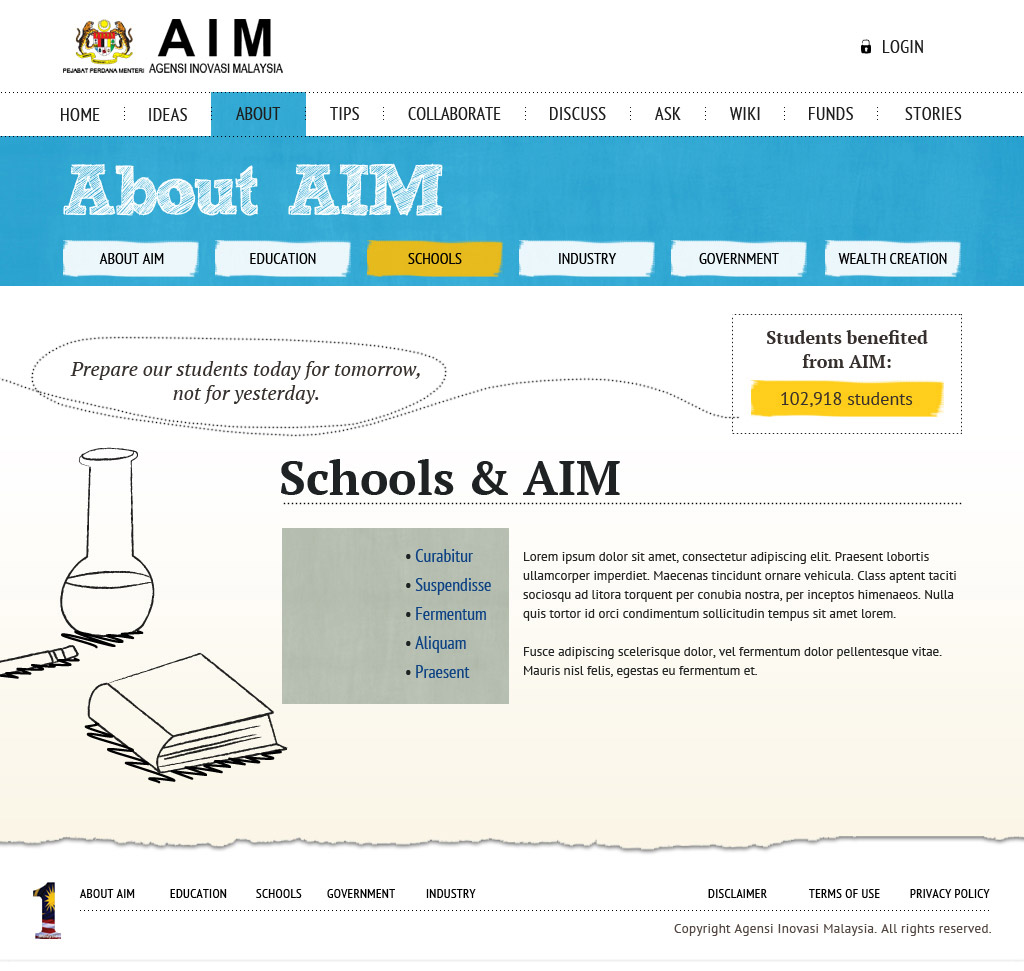 AIM
PEJABAT PERDANA MENTERI
AGENSI INOVASI MALAYSIA
LOGIN
HOME IDEAS ABOUT TIPS COLLABORATE DISCUSS ASK WIKI FUNDS STORIES
About AIM
ABOUT AIM EDUCATION SCHOOLS INDUSTRY GOVERNMENT WEALTH CREATION
Prepare our students today for tomorrow,
not for yesterday.
Students benefited
from AIM:
102,918 students
Schools & AIM
• Curabitur
• Suspendisse
• Fermentum
• Aliquam
• Praesent
Lorem ipsum dolor sit amet, consectetur adipiscing elit. Praesent lobortis
ullamcorper imperdiet. Maecenas tincidunt ornare vehicula. Class aptent taciti
sociosqu ad litora torquent per conubia nostra, per inceptos himenaeos. Nulla
quis tortor id orci condimentum sollicitudin tempus sit amet lorem.
Fusce adipiscing scelerisque dolor, vel fermentum dolor pellentesque vitae.
Mauris nisl felis, egestas eu fermentum et.
1
ABOUT AIM EDUCATION SCHOOLS GOVERNMENT INDUSTRY DISCLAIMER TERMS OF USE PRIVACY POLICY
Copyright Agensi Inovasi Malaysia. All rights reserved.